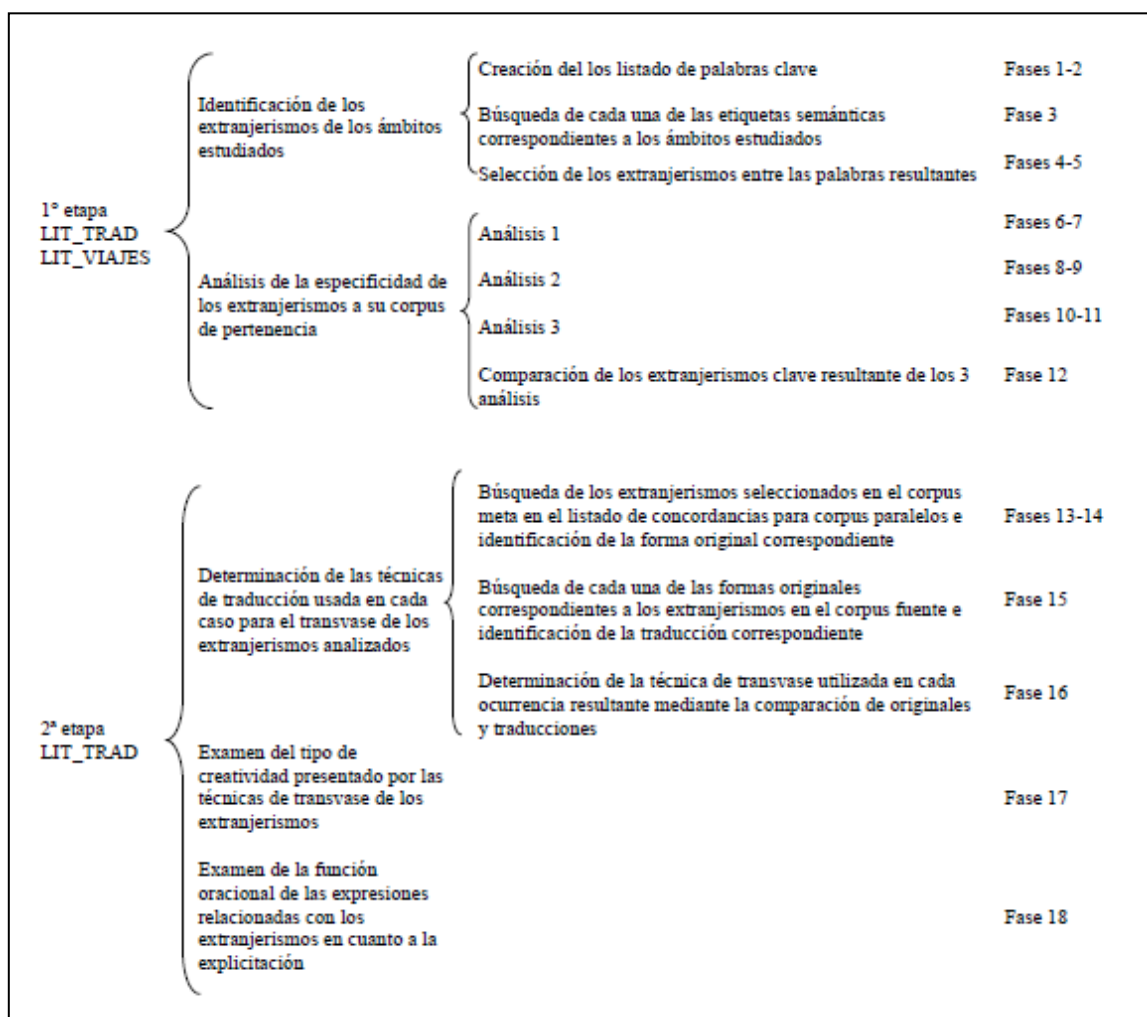 Creación del los listado de palabras clave
Fases 1-2
Identificación de los
extranjerismos de los ámbitos
estudiados
Búsqueda de cada una de las etiquetas semánticas
correspondientes a los ámbitos estudiados
Fase 3
Selección de los extranjerismos entre las palabras resultantes
Fases 4-5
1º etapa
LIT_TRAD
LIT_VIAJES
Análisis de la especificidad de
los extranjerismos a su corpus
de pertenencia
Análisis 1
Fases 6-7
Análisis 2
Fases 8-9
Análisis 3
Fases 10-11
Comparación de los extranjerismos clave resultante de los 3
análisis
Fase 12
2ª etapa
LIT_TRAD
Determinación de las técnicas
de traducción usada en cada
caso para el transvase de los
extranjerismos analizados
Búsqueda de los extranjerismos seleccionados en el corpus
meta en el listado de concordancias para corpus paralelos e
identificación de la forma original correspondiente
Fases 13-14
Búsqueda de cada una de las formas originales
correspondientes a los extranjerismos en el corpus fuente e
identificación de la traducción correspondiente
Fase 15
Determinación de la técnica de transvase utilizada en cada
ocurrencia resultante mediante la comparación de originales
y traducciones
Fase 16
Examen del tipo de
creatividad presentado por las
técnicas de transvase de los
extranjerismos
Fase 17
Examen de la función
oracional de las expresiones
relacionadas con los
extranjerismos en cuanto a la
explicitación
Fase 18